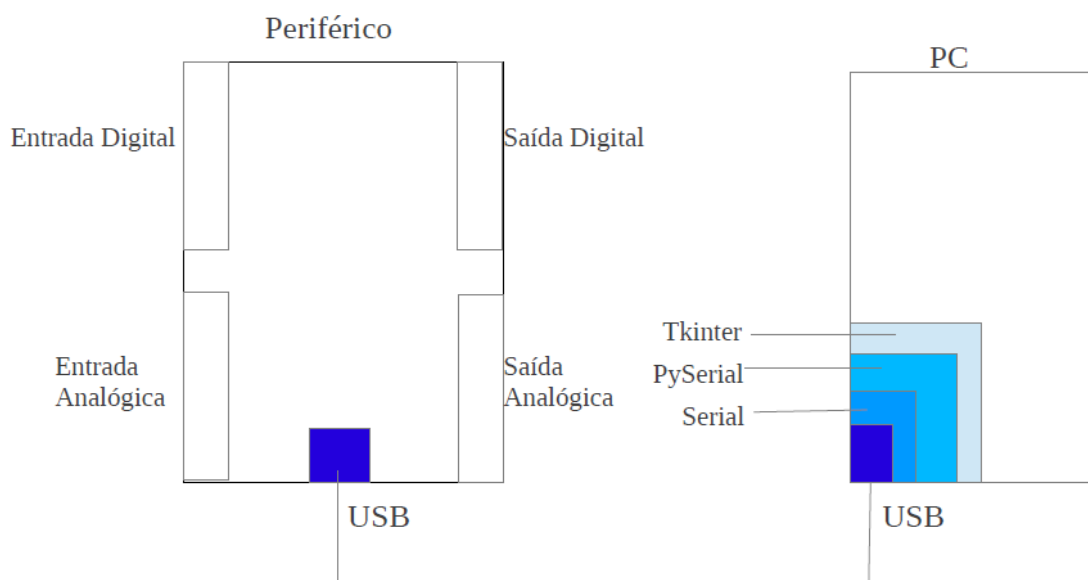 Periférico
Entrada Digital
Saída Digital
Entrada
Analógica
Saída
Analógica
USB
PC
Tkinter
PySerial
Serial
USB